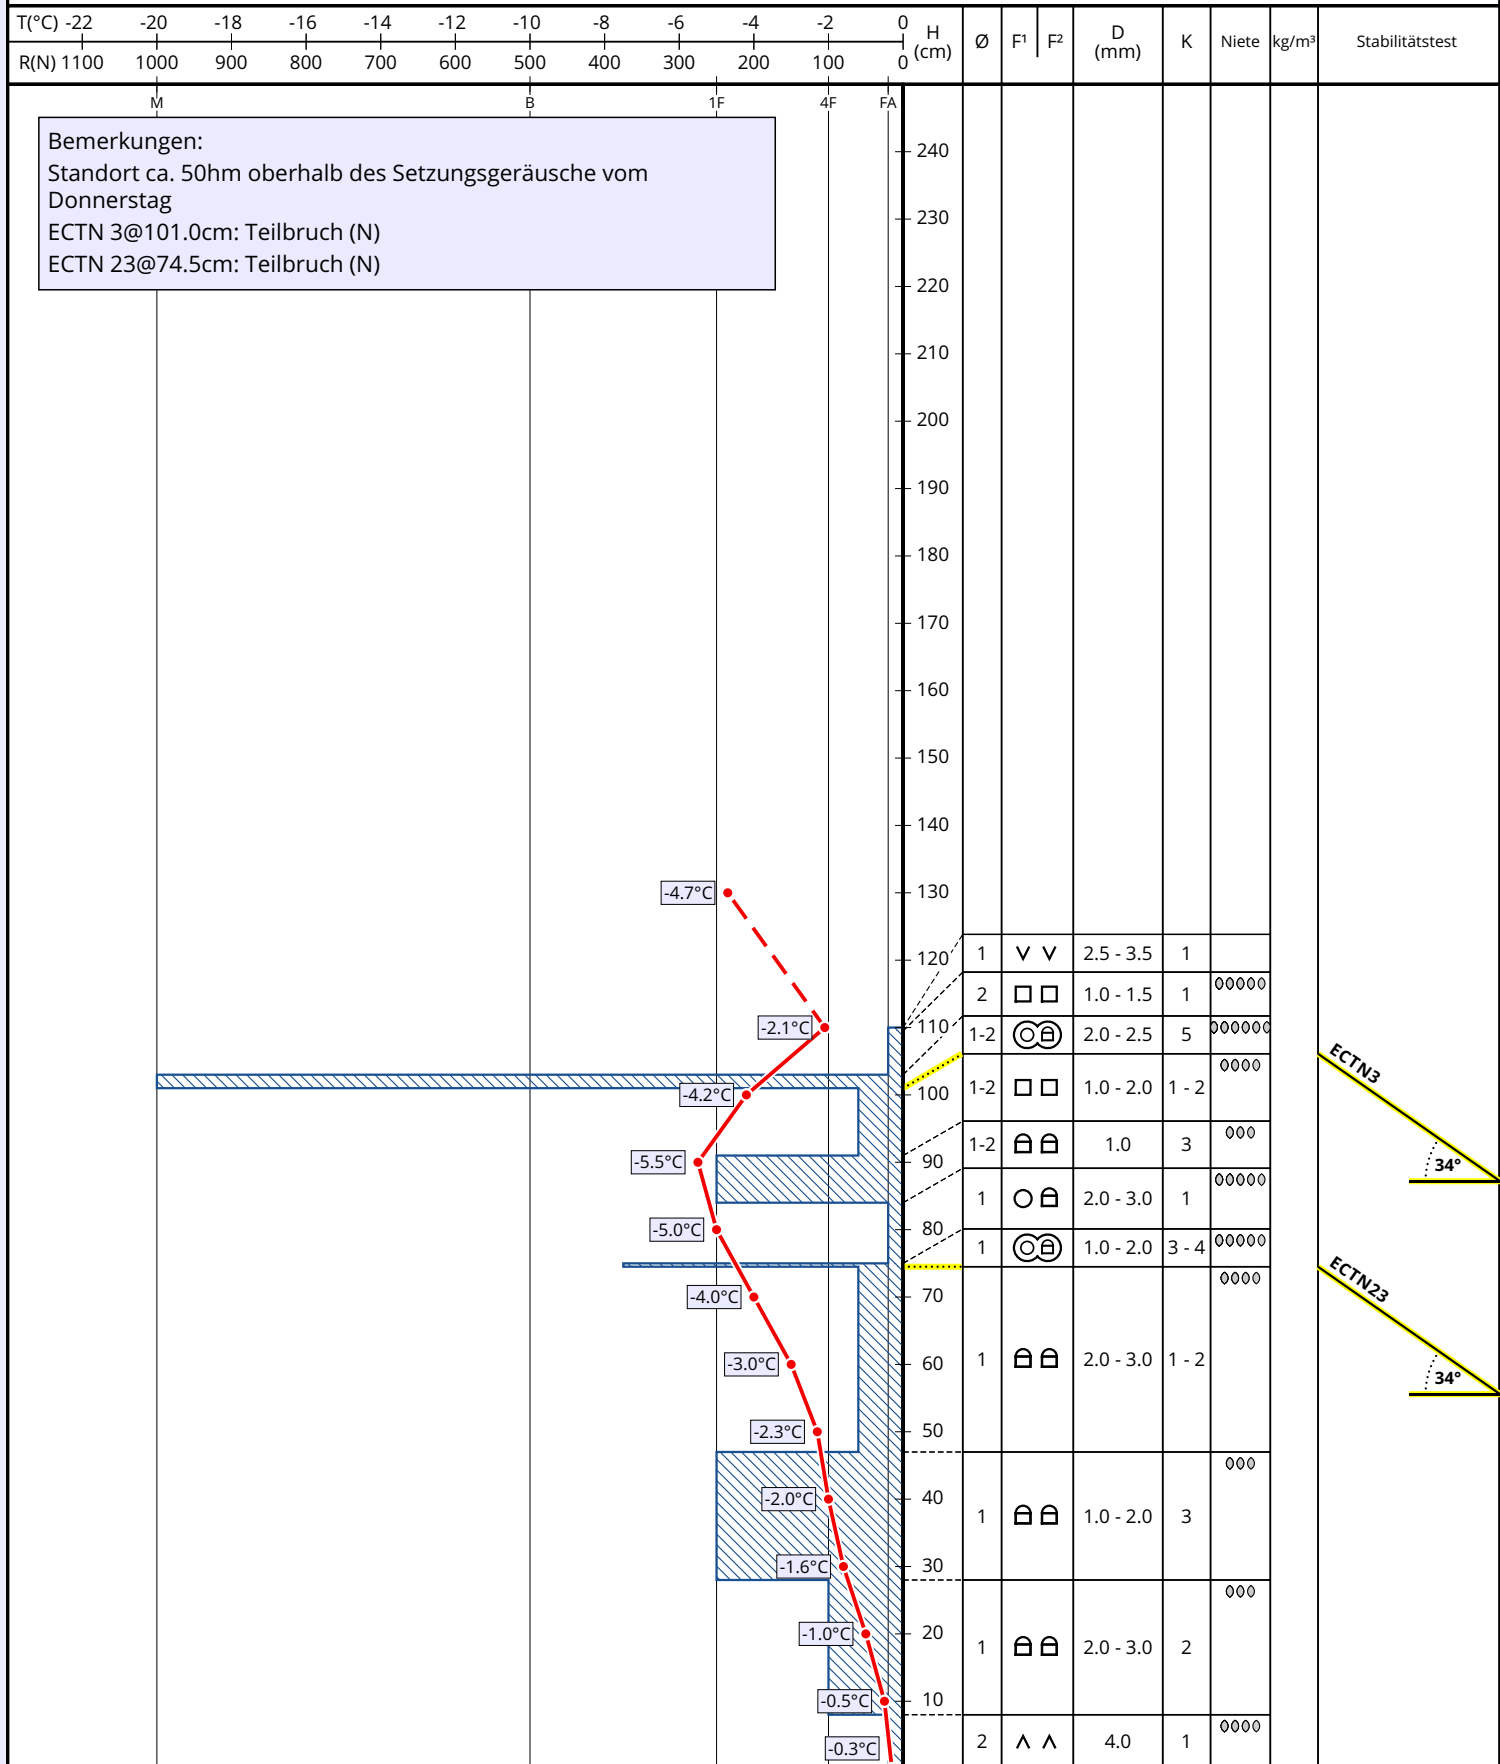 T(°C) -22 -20 -18 -16 -14 -12 -10 -8 -6 -4 -2 0
R(N) 1100 1000 900 800 700 600 500 400 300 200 100 0
H (cm) Ø F¹ F² D (mm) K Niete kg/m³ Stabilitätstest
M B 1F 4F FA
Bemerkungen:
Standort ca. 50hm oberhalb des Setzungsgeräusche vom
Donnerstag
ECTN 3@101.0cm: Teilbruch (N)
ECTN 23@74.5cm: Teilbruch (N)
240
230
220
210
200
190
180
170
160
150
140
-4.7°C 130
120 1 2.5 - 3.5 1
2 1.0 - 1.5 1
-2.1°C 110 1-2 2.0 - 2.5 5
ECTN3
-4.2°C 100 1-2 1.0 - 2.0 1 - 2
1-2 1.0 3
-5.5°C 90 34°
1 2.0 - 3.0 1
-5.0°C 80
1 1.0 - 2.0 3 - 4
ECTN23
-4.0°C 70
-3.0°C 60 1 2.0 - 3.0 1 - 2
34°
-2.3°C 50
-2.0°C 40
1 1.0 - 2.0 3
-1.6°C 30
-1.0°C 20
1 2.0 - 3.0 2
-0.5°C 10
-0.3°C 2 4.0 1